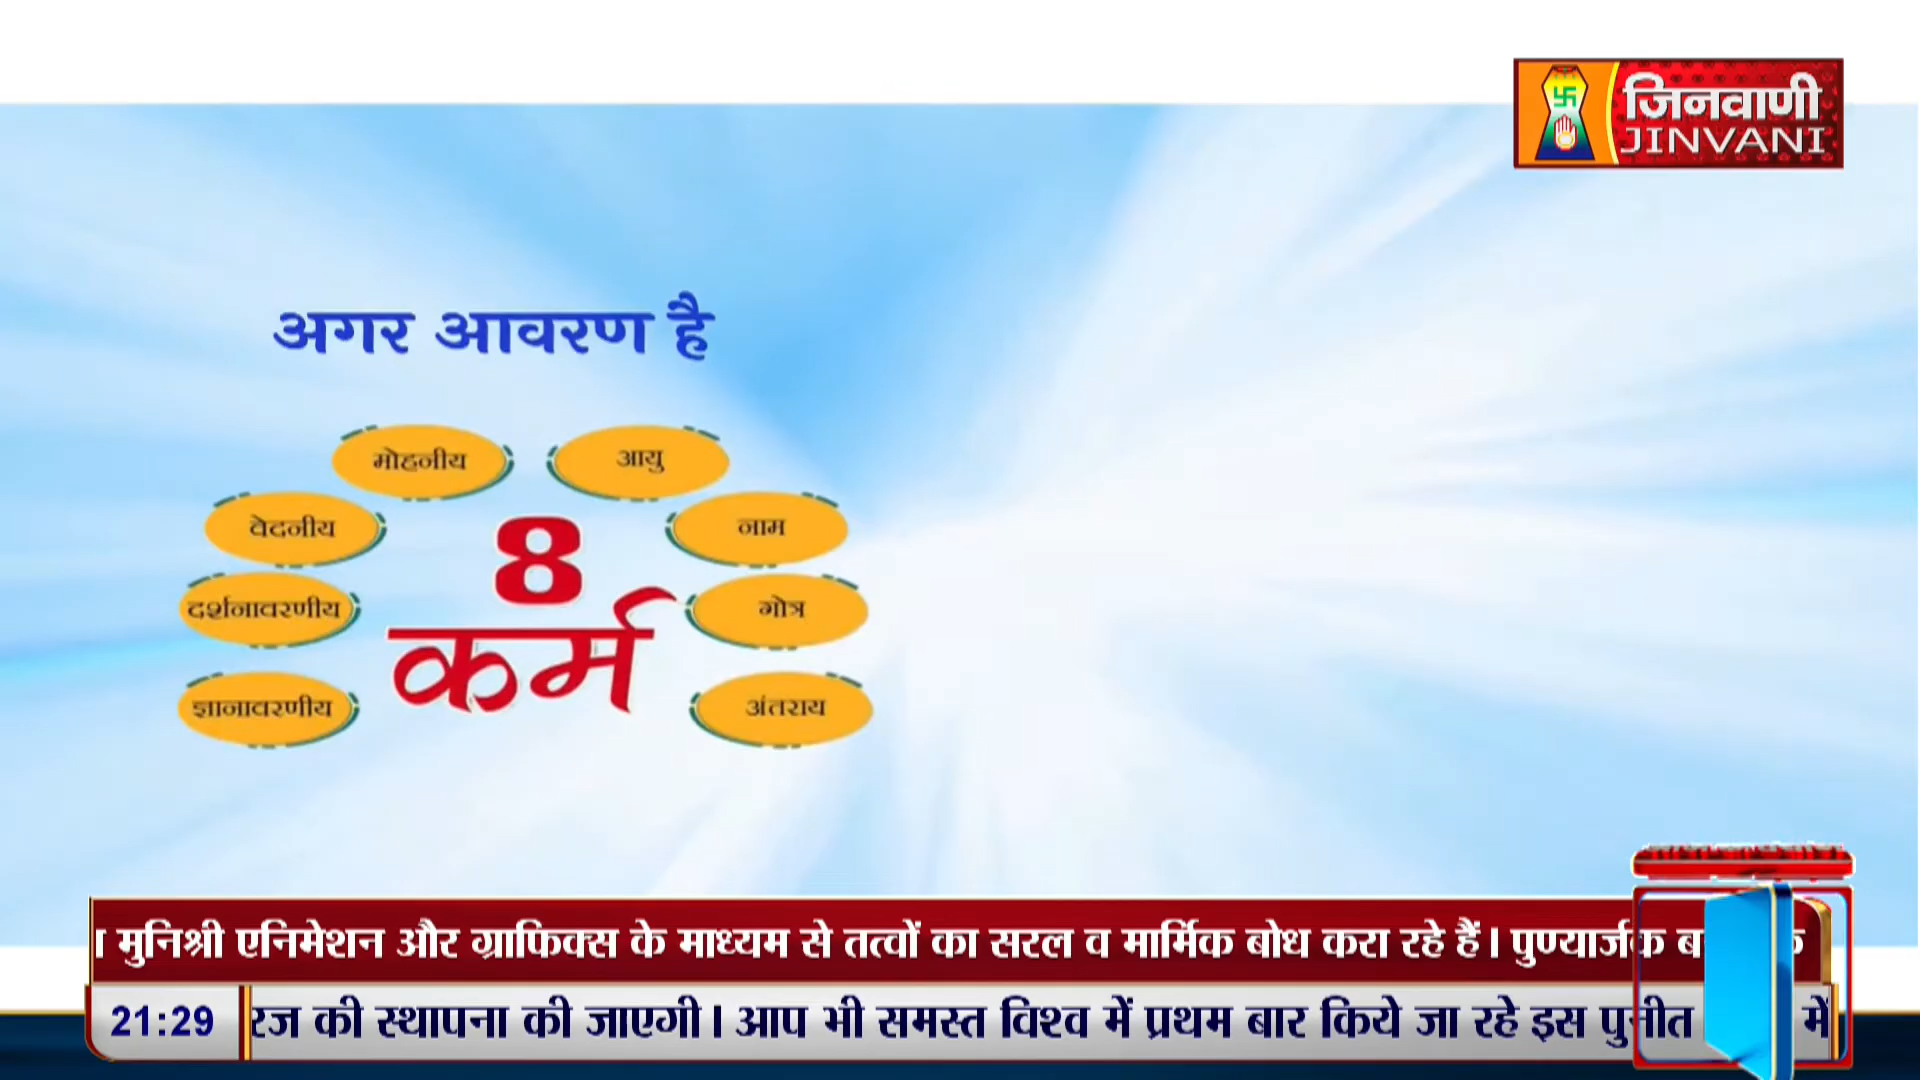 जिनवाणी
JINVANI
अगर आवरण है
मोहनीय
आयु
वेदनीय
नाम
8
दर्शनावरणीय
गोत्र
कर्म
ज्ञानावरणीय
अंतराय
मुनिश्री एनिमेशन और ग्राफिक्स के माध्यम से तत्वों का सरल व मार्मिक बोध करा रहे हैं। पुण्यार्जक
21:29
की स्थापना की जाएगी। आप भी समस्त विश्व में प्रथम बार किये जा रहे इस पुनीत में